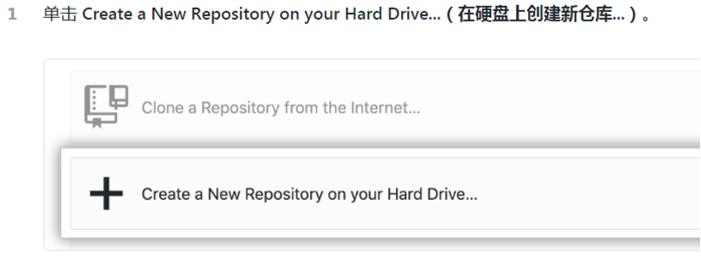 1 单击 Create a New Repository on your Hard Drive...（在硬盘上创建新仓库...）。
Clone a Repository from the Internet...
Create a New Repository on your Hard Drive...